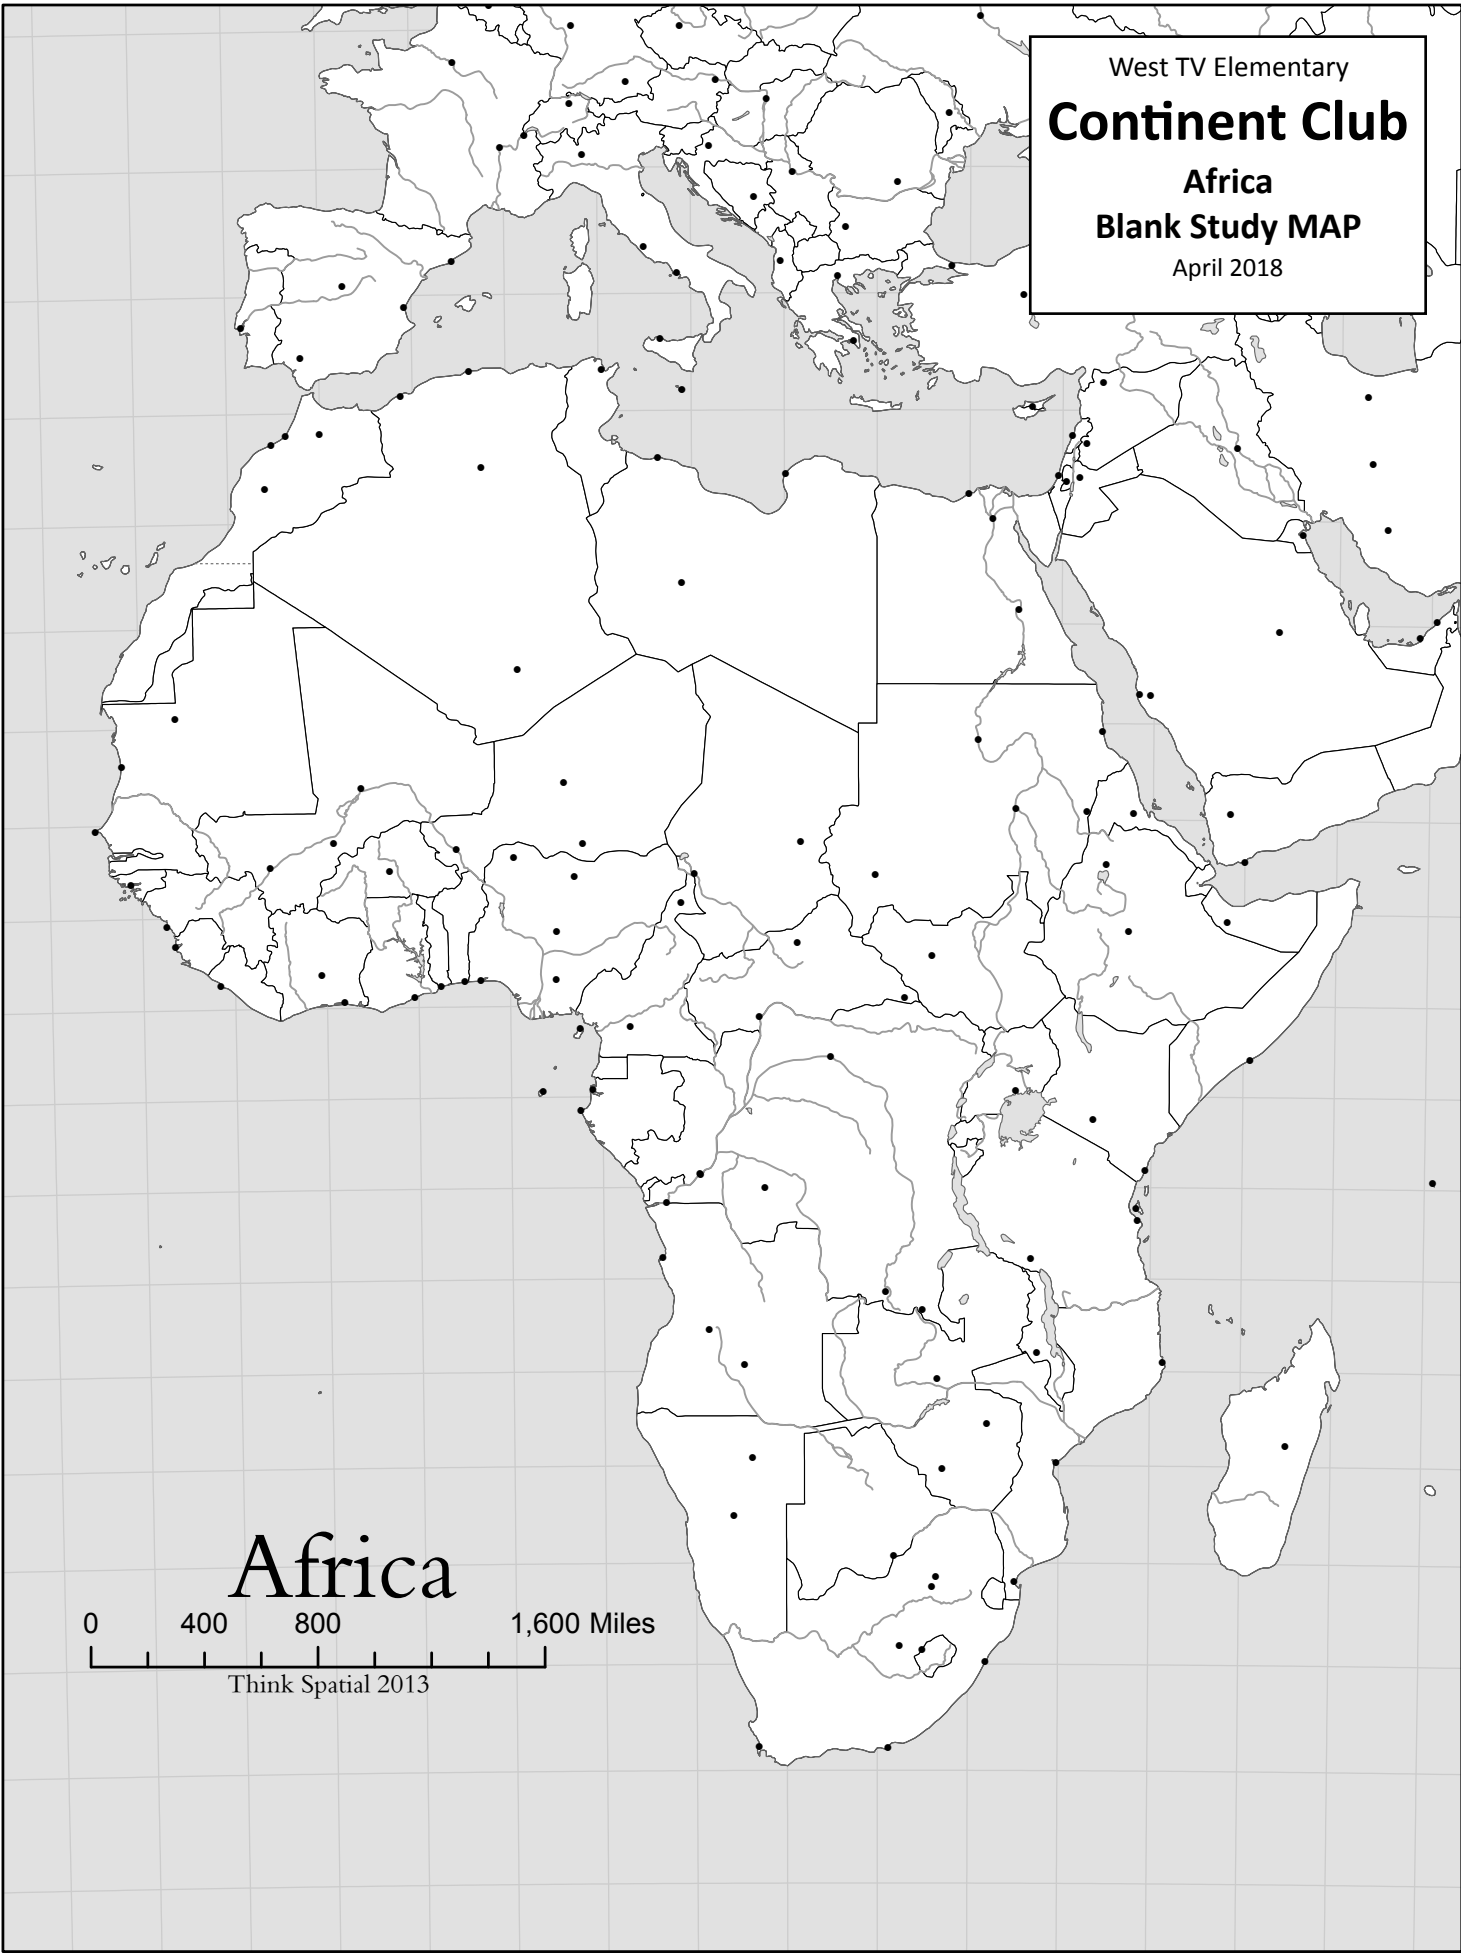 West TV Elementary
Continent Club
Africa
Blank Study MAP
April 2018
Africa
0 400 800 1,600 Miles
Think Spatial 2013